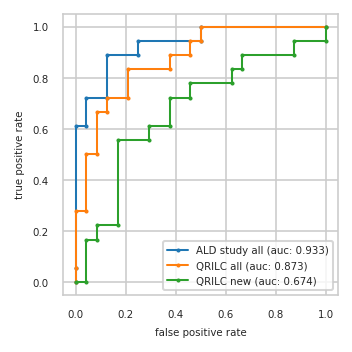 1.0
0.8
0.6
0.4
0.2
0.0
true positive rate
ALD study all (auc: 0.933)
QRILC all (auc: 0.873)
QRILC new (auc: 0.674)
0.0 0.2 0.4 0.6 0.8 1.0
false positive rate